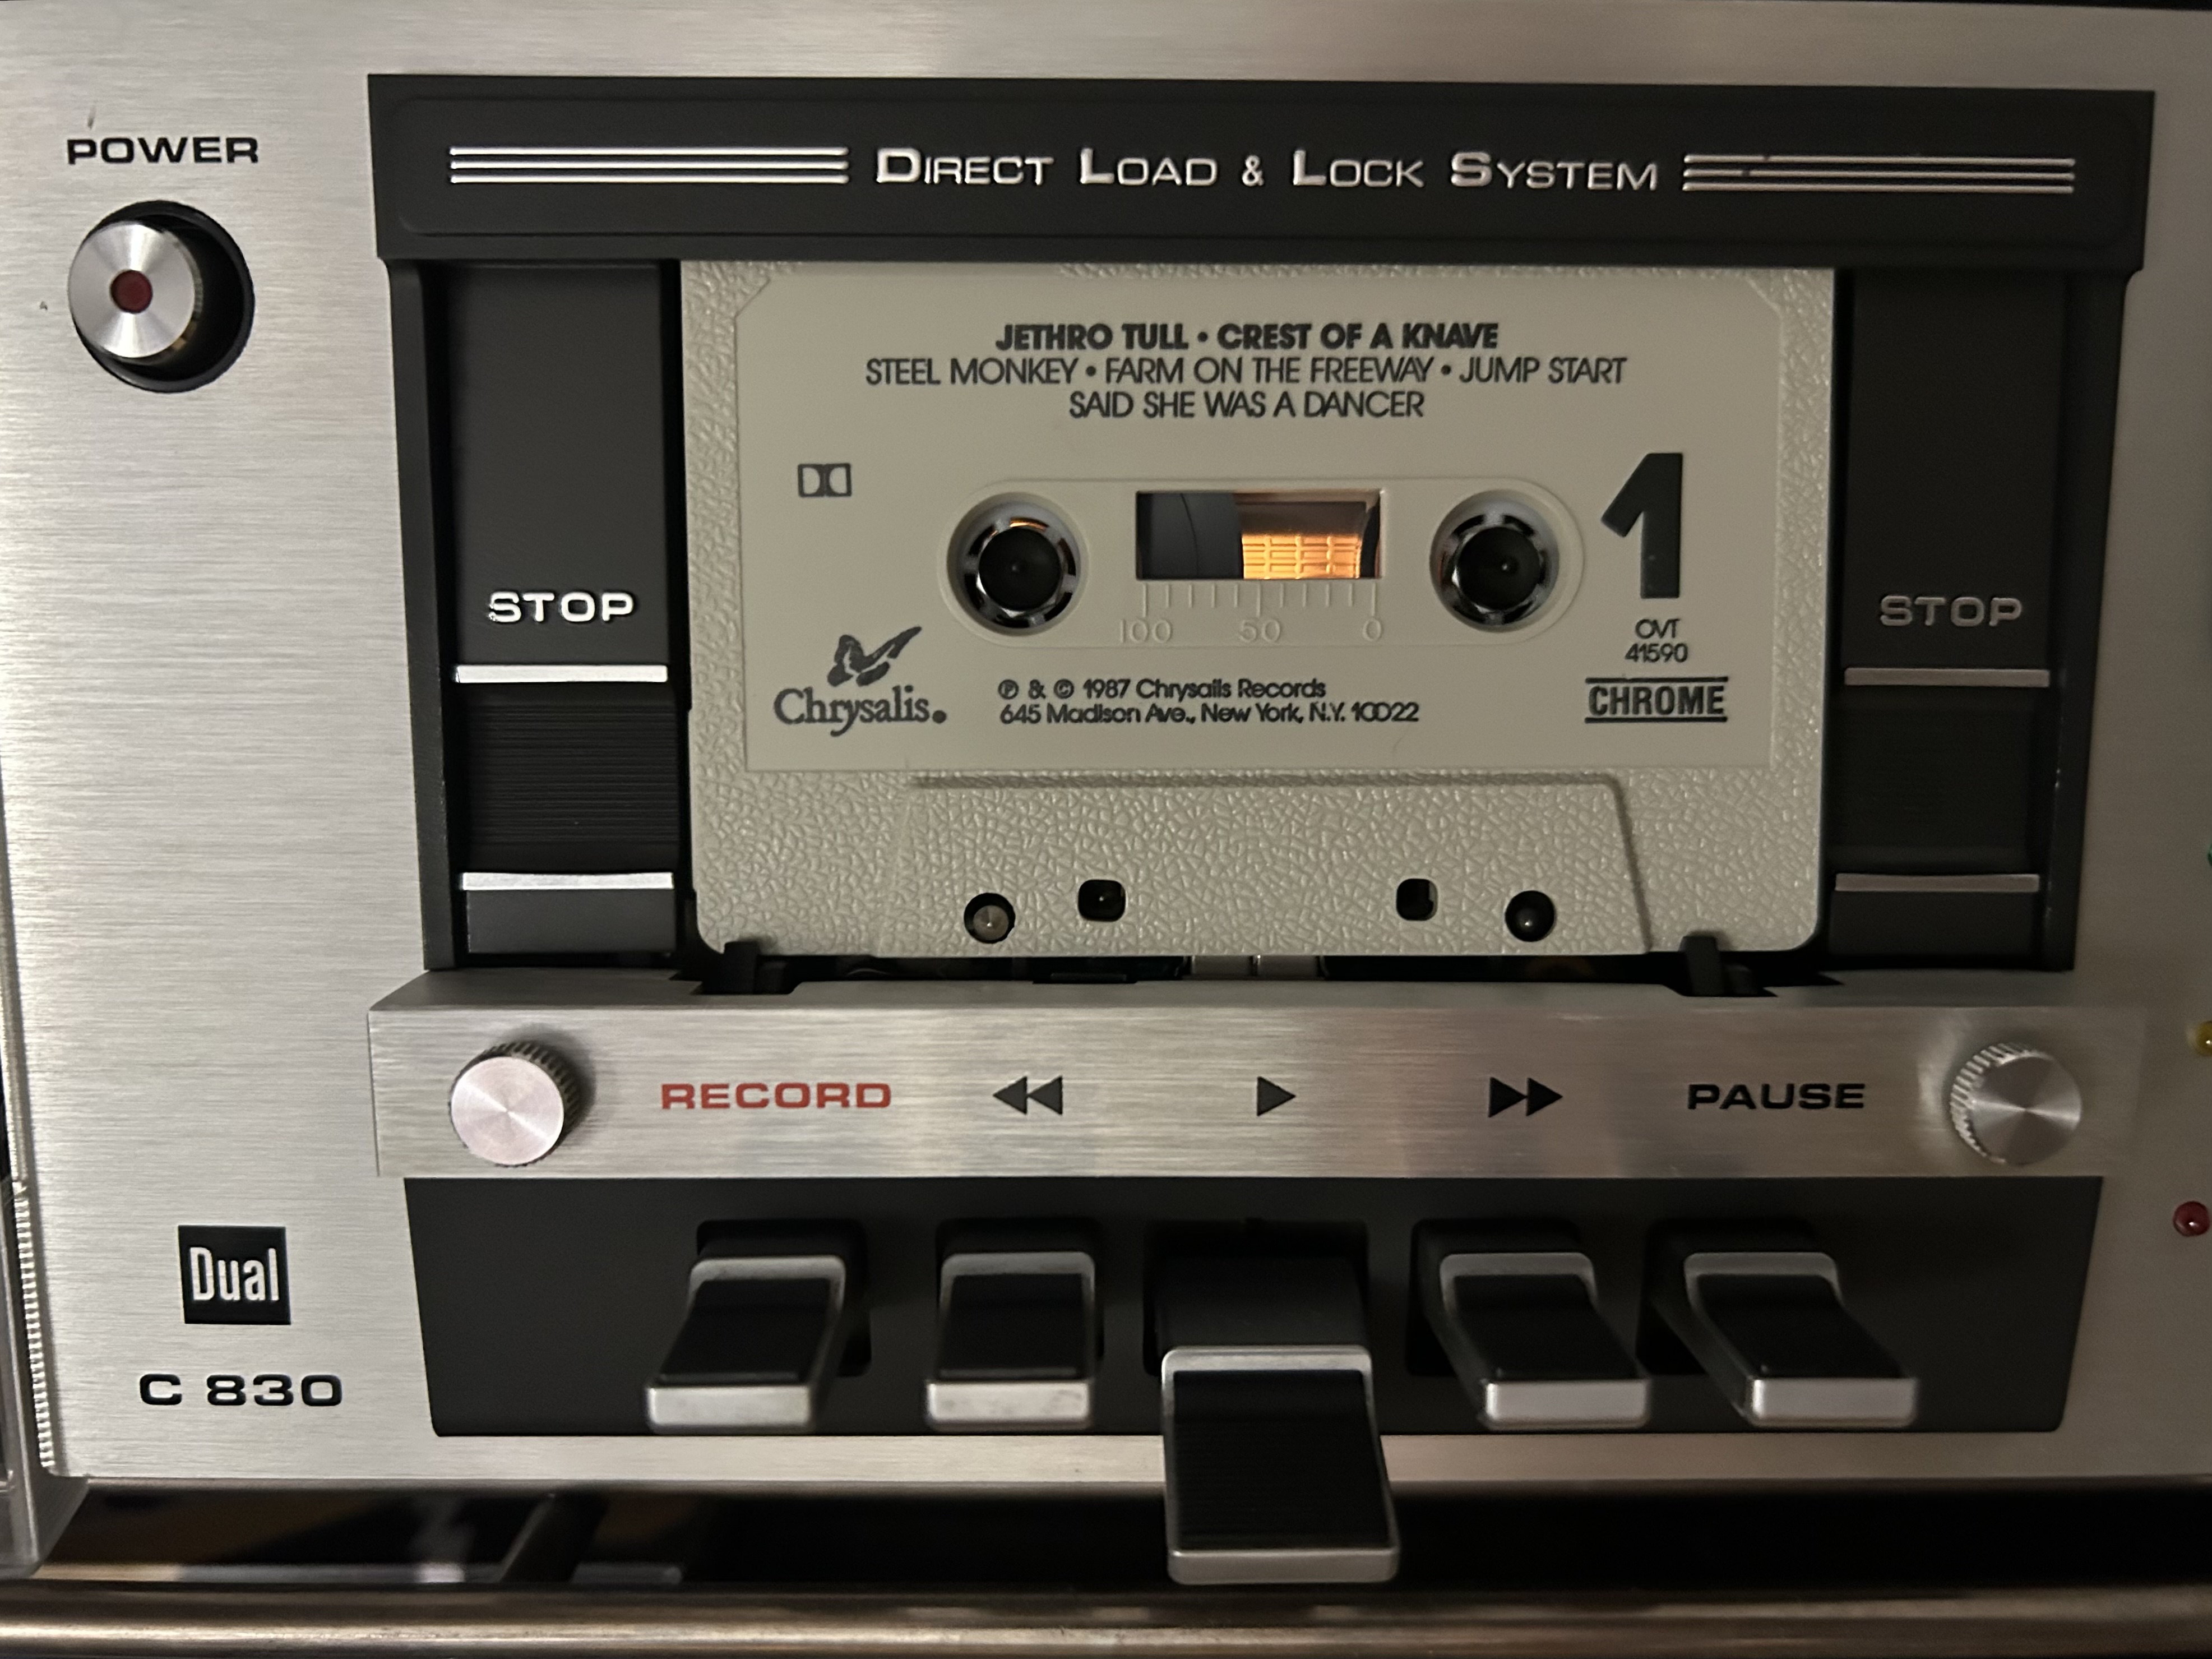 POWER
DIRECT LOAD & LOCK SYSTEM
JETHRO TULL • CREST OF A KNAVE
STEEL MONKEY • FARM ON THE FREEWAY • JUMP START
SAID SHE WAS A DANCER
1
STOP
STOP
100 50 0
OVT
41590
Chrysalis.
℗ & © 1987 Chrysalis Records
645 Madison Ave., New York, N.Y. 10022
CHROME
RECORD
PAUSE
Dual
C 830